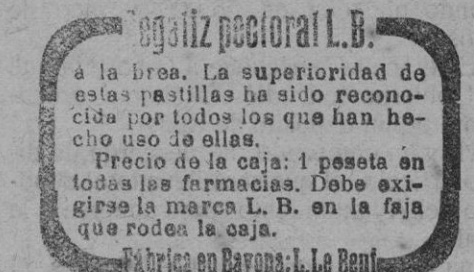 Regaliz pectoral L.B.
á la brea. La superioridad de
estas pastillas ha sido recono-
cida por todos los que han he-
cho uso de ellas.
Precio de la caja: 1 peseta en
todas las farmacias. Debe exi-
girse la marca L. B. en la faja
que rodea la caja.
Fábrica en Bayona: L. Le Beuf